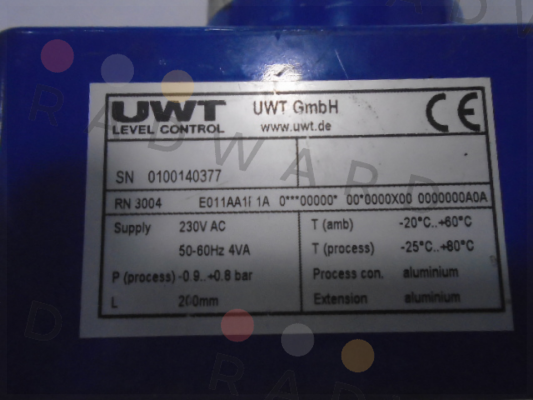 UWT
LEVEL CONTROL
UWT GmbH
www.uwt.de
CE
SN 0100140377
RN 3004 E011AA1I 1A 0***00000* 00*0000X00 0000000A0A
Supply 230V AC
50-60Hz 4VA
P (process) -0.9..+0.8 bar
L 200mm
T (amb) -20°C..+60°C
T (process) -25°C..+80°C
Process con. aluminium
Extension aluminium